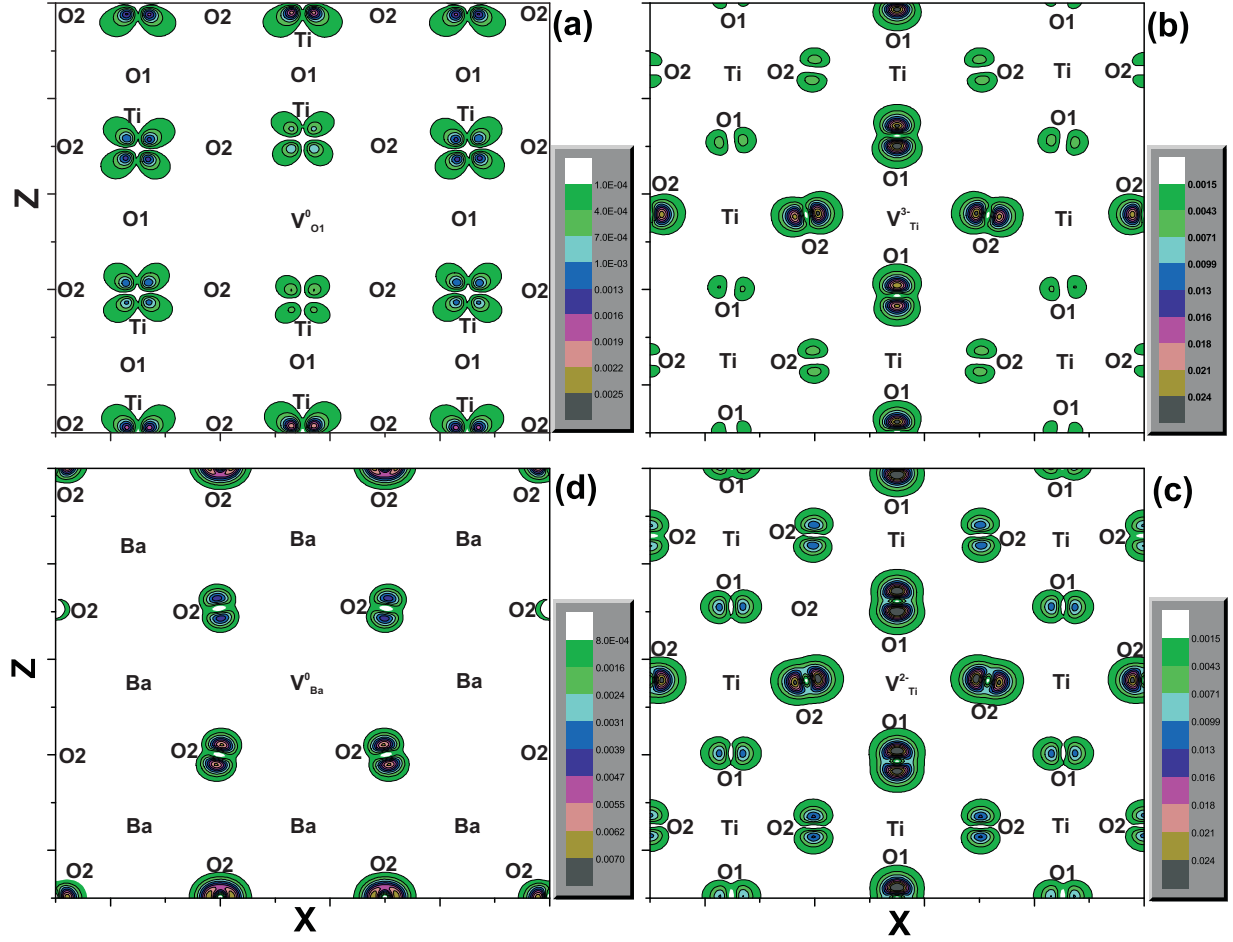 O2 O2 O2 (a)
Ti
O1 O1 O1
Ti Ti Ti
O2 O2 O2 O2
Z
O1 V⁰O1 O1
O2 O2 O2 O2
Ti Ti Ti
O1 O1 O1
Ti Ti Ti
O2 O2 O2 O2
1.0E-04
4.0E-04
7.0E-04
1.0E-03
0.0013
0.0016
0.0019
0.0022
0.0025
O1 O1 O1 (b)
O2 Ti O2 Ti O2 Ti O2
O1 O1 O1
O1
O2 O2
Ti V³⁻Ti Ti
O2 O2
O1
O1 O1
O2 Ti O2 Ti O2 Ti O2
O1 O1 O1
0.0015
0.0043
0.0071
0.0099
0.013
0.016
0.018
0.021
0.024
O2 O2 O2 O2 (d)
Ba Ba Ba
O2 O2 O2 O2
Z
Ba V⁰Ba Ba
O2 O2 O2 O2
Ba Ba Ba
O2 O2 O2 O2
X
8.0E-04
0.0016
0.0024
0.0031
0.0039
0.0047
0.0055
0.0062
0.0070
O1 O1 O1 (c)
O2 Ti O2 Ti O2 Ti O2
O1 O1
O2
O1
O2 O2
Ti V²⁻Ti Ti
O2 O2
O1
O1 O1
O2 Ti O2 Ti O2 Ti O2
O1 O1 O1
X
0.0015
0.0043
0.0071
0.0099
0.013
0.016
0.018
0.021
0.024